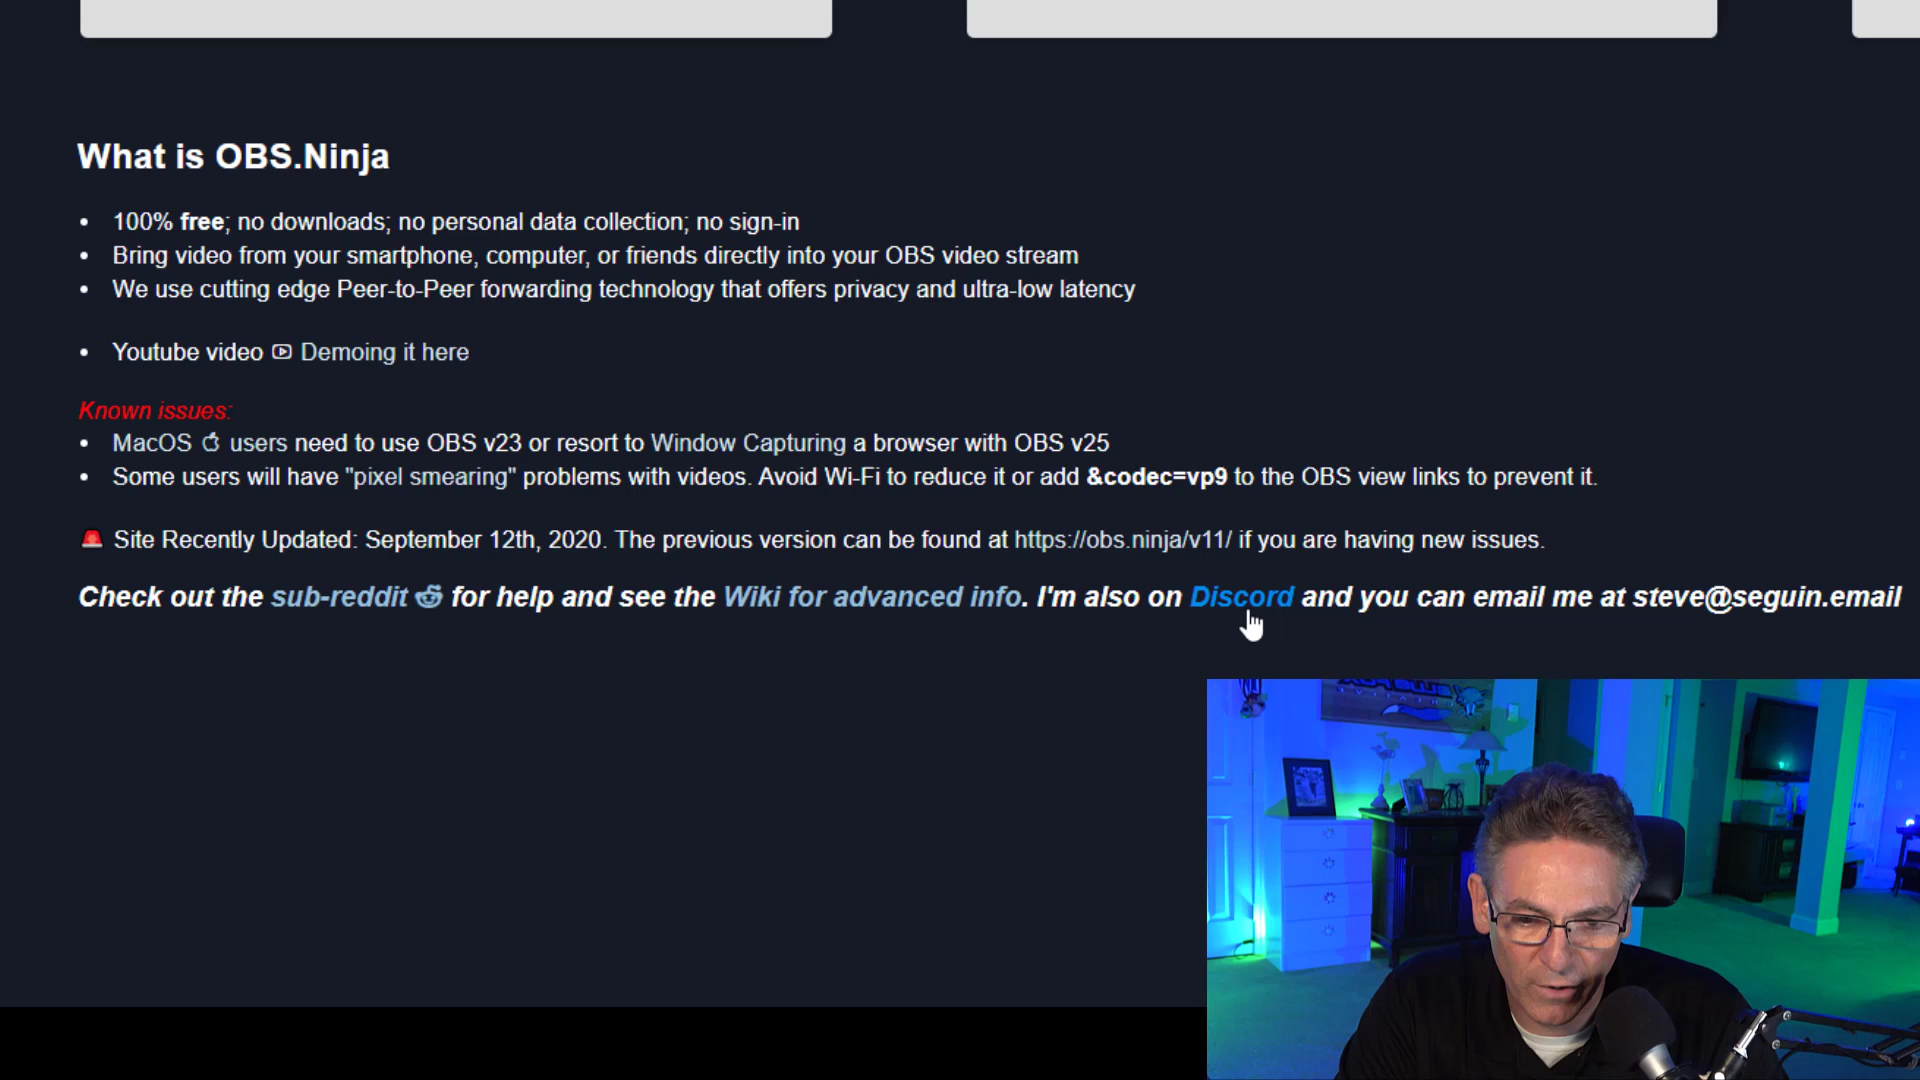 What is OBS.Ninja
100% free; no downloads; no personal data collection; no sign-in
Bring video from your smartphone, computer, or friends directly into your OBS video stream
We use cutting edge Peer-to-Peer forwarding technology that offers privacy and ultra-low latency
Youtube video Demoing it here
Known issues:
MacOS users need to use OBS v23 or resort to Window Capturing a browser with OBS v25
Some users will have "pixel smearing" problems with videos. Avoid Wi-Fi to reduce it or add &codec=vp9 to the OBS view links to prevent it.
Site Recently Updated: September 12th, 2020. The previous version can be found at https://obs.ninja/v11/ if you are having new issues.
Check out the sub-reddit for help and see the Wiki for advanced info. I'm also on Discord and you can email me at steve@seguin.email